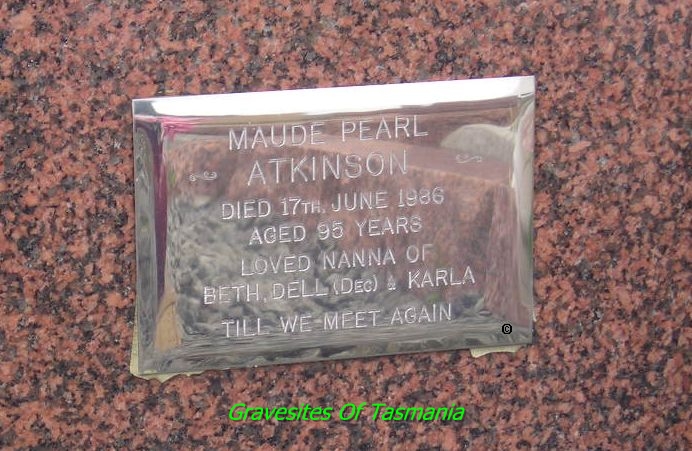 MAUDE PEARL
ATKINSON
DIED 17TH. JUNE 1986
AGED 95 YEARS
LOVED NANNA OF
BETH, DELL (DEC) & KARLA
TILL WE MEET AGAIN
©
Gravesites Of Tasmania